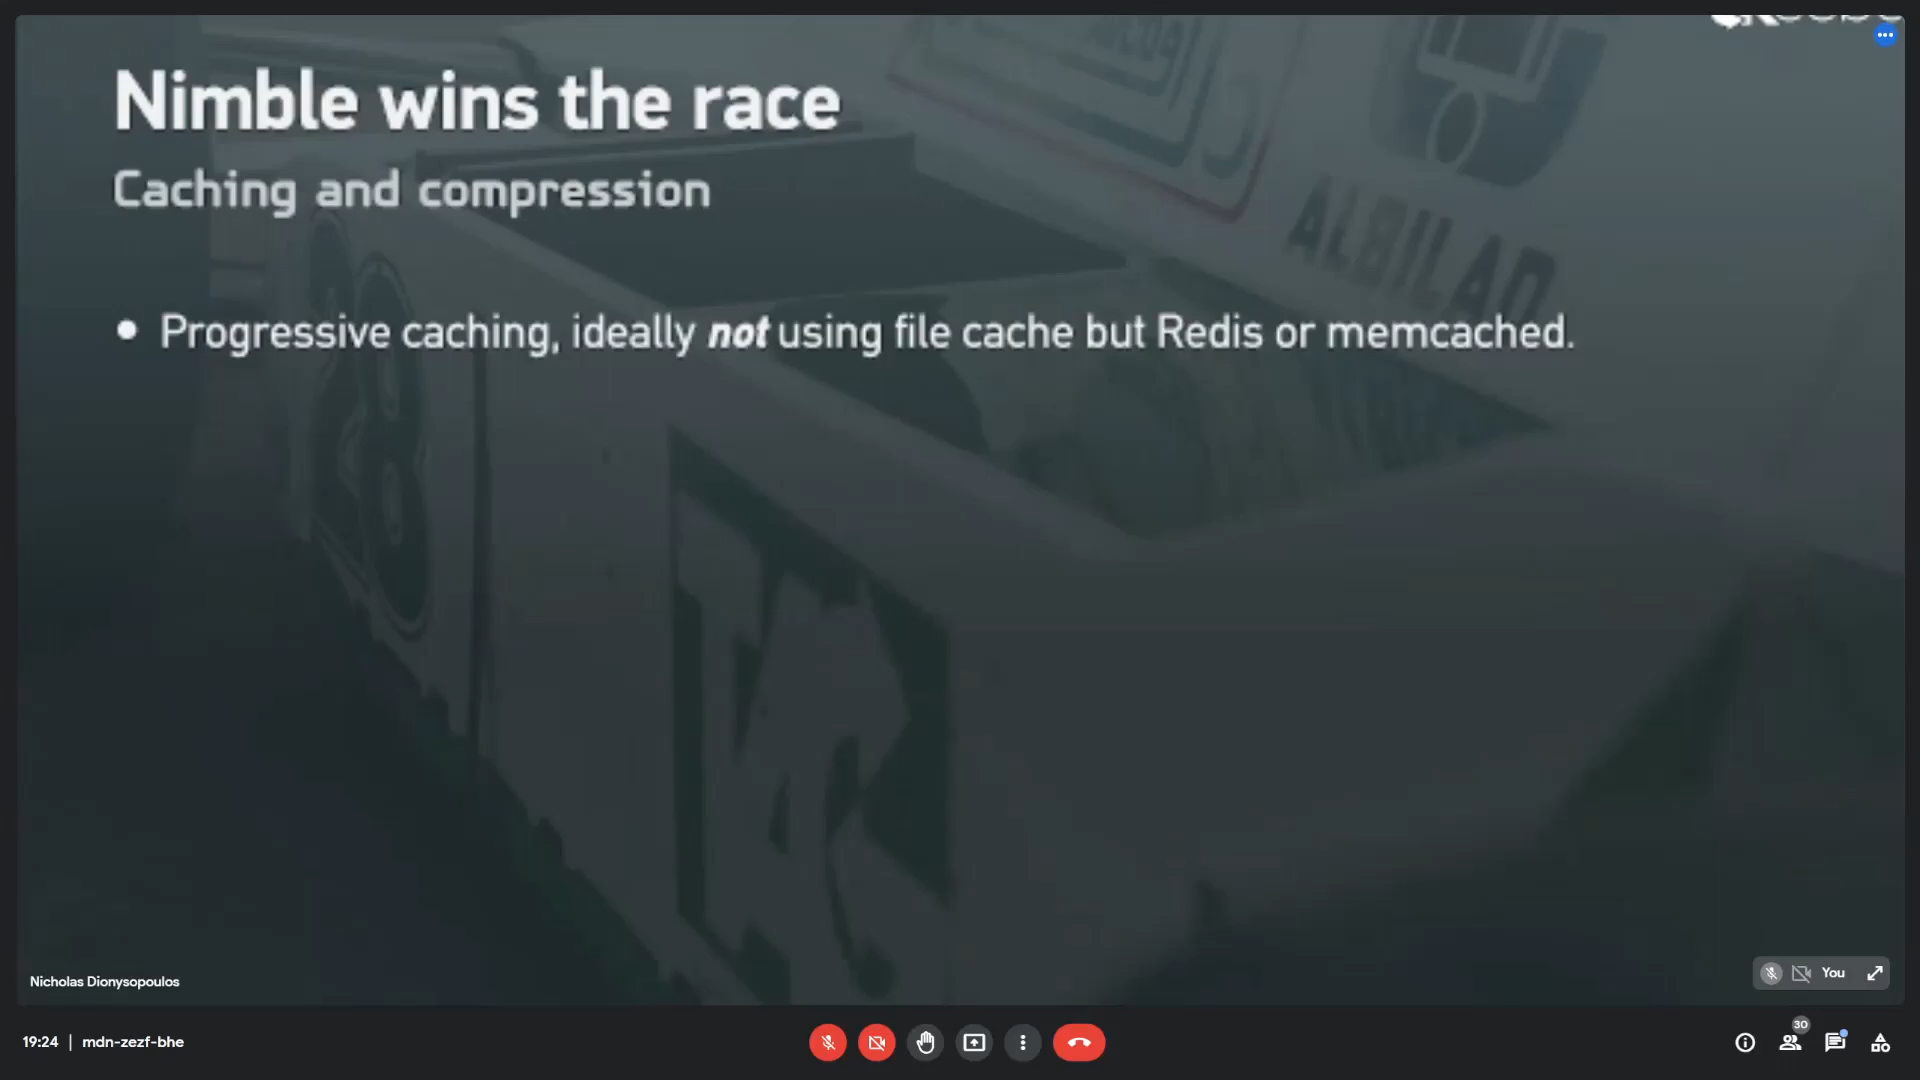 Nimble wins the race
Caching and compression
ALBILAD
• Progressive caching, ideally not using file cache but Redis or memcached.
Nicholas Dionysopoulos
You
19:24 | mdn-zezf-bhe
30